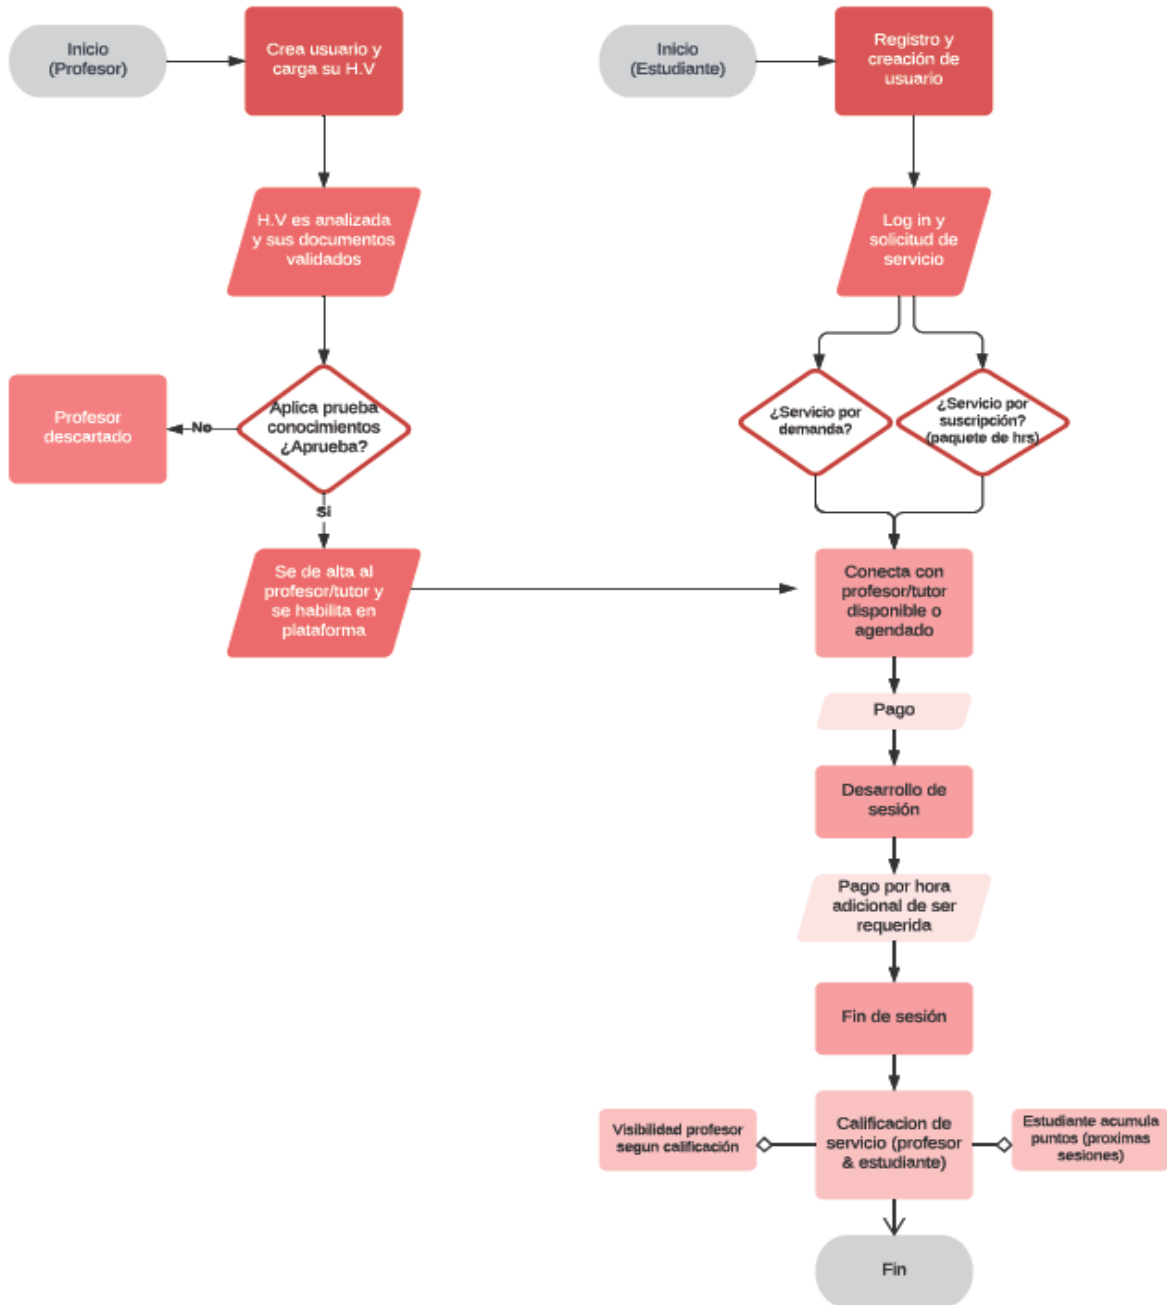 Inicio
(Profesor)
Crea usuario y
carga su H.V
Inicio
(Estudiante)
Registro y
creación de
usuario
H.V es analizada
y sus documentos
validados
Log in y
solicitud de
servicio
Profesor
descartado
No
Aplica prueba
conocimientos
¿Aprueba?
¿Servicio por
demanda?
¿Servicio por
suscripción?
(paquete de hrs)
Si
Se de alta al
profesor/tutor y
se habilita en
plataforma
Conecta con
profesor/tutor
disponible o
agendado
Pago
Desarrollo de
sesión
Pago por hora
adicional de ser
requerida
Fin de sesión
Visibilidad profesor
segun calificación
Calificacion de
servicio (profesor
& estudiante)
Estudiante acumula
puntos (proximas
sesiones)
Fin